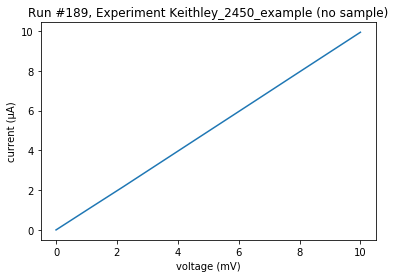 Run #189, Experiment Keithley_2450_example (no sample)
10
8
6
4
2
0
current (μA)
0 2 4 6 8 10
voltage (mV)